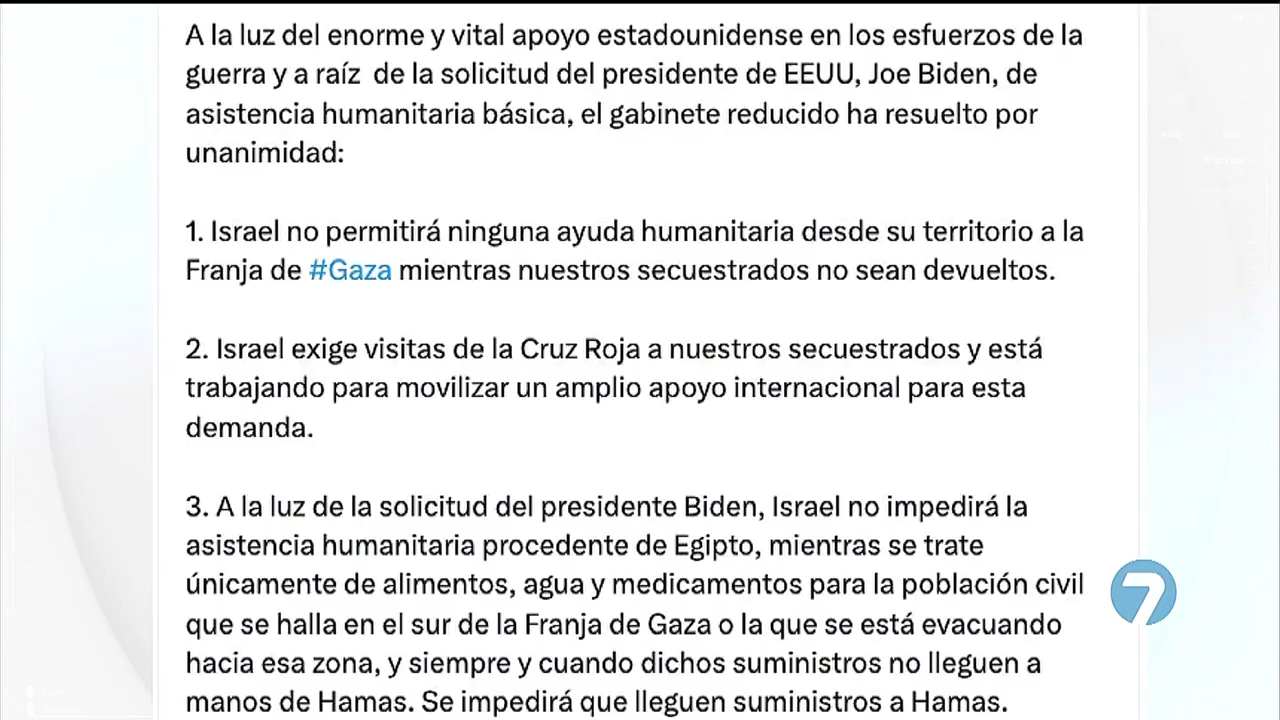 A la luz del enorme y vital apoyo estadounidense en los esfuerzos de la
guerra y a raíz de la solicitud del presidente de EEUU, Joe Biden, de
asistencia humanitaria básica, el gabinete reducido ha resuelto por
unanimidad:
1. Israel no permitirá ninguna ayuda humanitaria desde su territorio a la
Franja de #Gaza mientras nuestros secuestrados no sean devueltos.
2. Israel exige visitas de la Cruz Roja a nuestros secuestrados y está
trabajando para movilizar un amplio apoyo internacional para esta
demanda.
3. A la luz de la solicitud del presidente Biden, Israel no impedirá la
asistencia humanitaria procedente de Egipto, mientras se trate
únicamente de alimentos, agua y medicamentos para la población civil
que se halla en el sur de la Franja de Gaza o la que se está evacuando
hacia esa zona, y siempre y cuando dichos suministros no lleguen a
manos de Hamas. Se impedirá que lleguen suministros a Hamas.
7